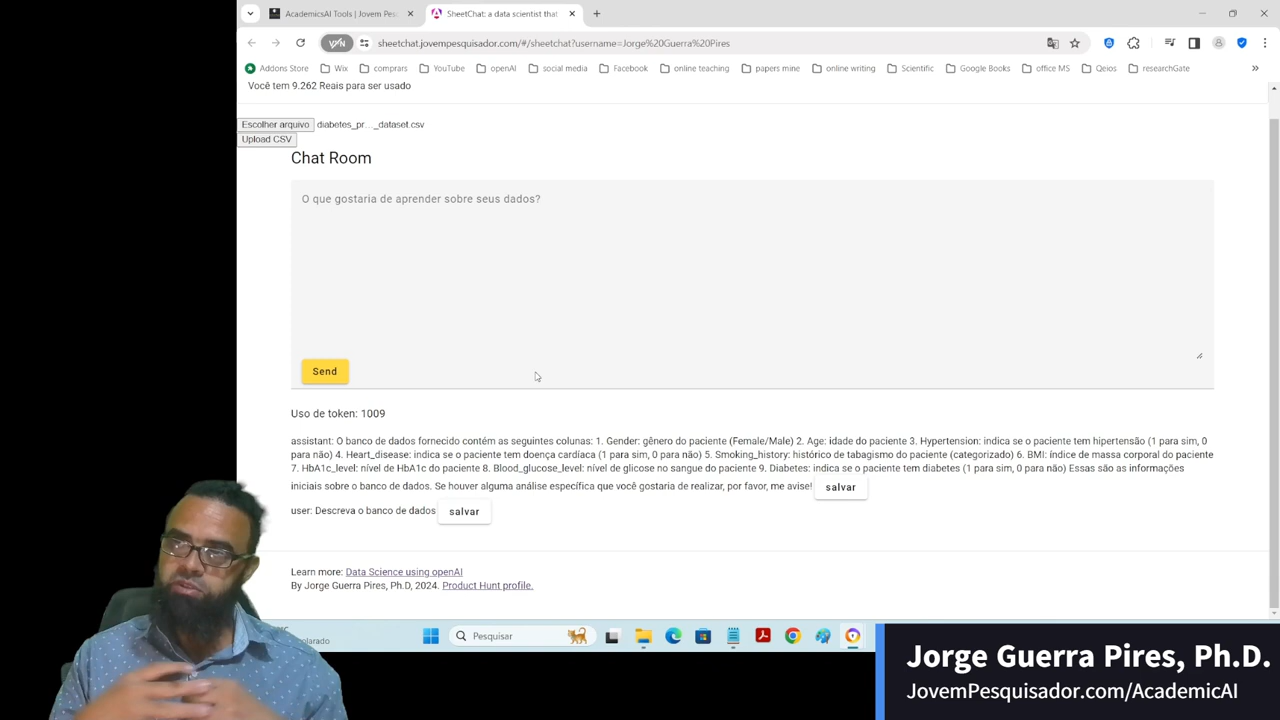 AcademicsAI Tools | Jovem Pes
SheetChat: a data scientist that
sheetchat.jovempesquisador.com/#/sheetchat?username=Jorge%20Guerra%20Pires
Addons Store Wix comprars YouTube openAI social media Facebook online teaching papers mine online writing Scientific Google Books office MS Qeios researchGate
Você tem 9.262 Reais para ser usado
Escolher arquivo diabetes_pr..._dataset.csv
Upload CSV
Chat Room
O que gostaria de aprender sobre seus dados?
Send
Uso de token: 1009
assistant: O banco de dados fornecido contém as seguintes colunas: 1. Gender: gênero do paciente (Female/Male) 2. Age: idade do paciente 3. Hypertension: indica se o paciente tem hipertensão (1 para sim, 0
para não) 4. Heart_disease: indica se o paciente tem doença cardíaca (1 para sim, 0 para não) 5. Smoking_history: histórico de tabagismo do paciente (categorizado) 6. BMI: índice de massa corporal do paciente
7. HbA1c_level: nível de HbA1c do paciente 8. Blood_glucose_level: nível de glicose no sangue do paciente 9. Diabetes: indica se o paciente tem diabetes (1 para sim, 0 para não) Essas são as informações
iniciais sobre o banco de dados. Se houver alguma análise específica que você gostaria de realizar, por favor, me avise! salvar
user: Descreva o banco de dados salvar
Learn more: Data Science using openAI
By Jorge Guerra Pires, Ph.D, 2024. Product Hunt profile.
Pesquisar
Jorge Guerra Pires, Ph.D.
JovemPesquisador.com/AcademicAI